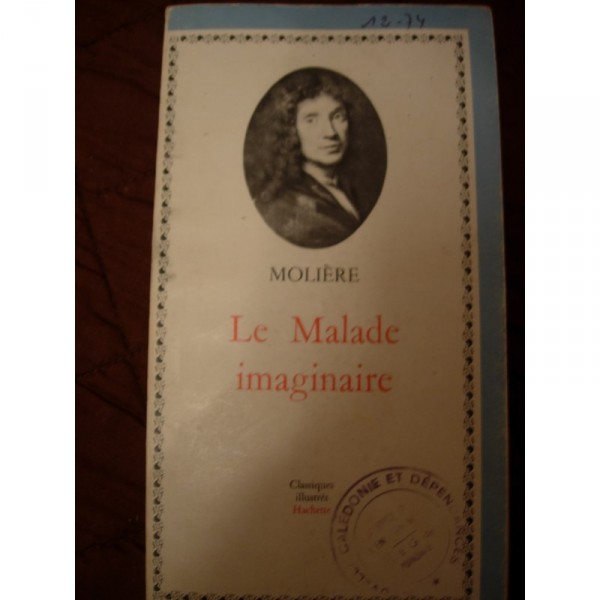 12-74
MOLIÈRE
Le Malade
imaginaire
Classiques
illustrés
Hachette
CALÉDONIE ET DÉPENDANCES